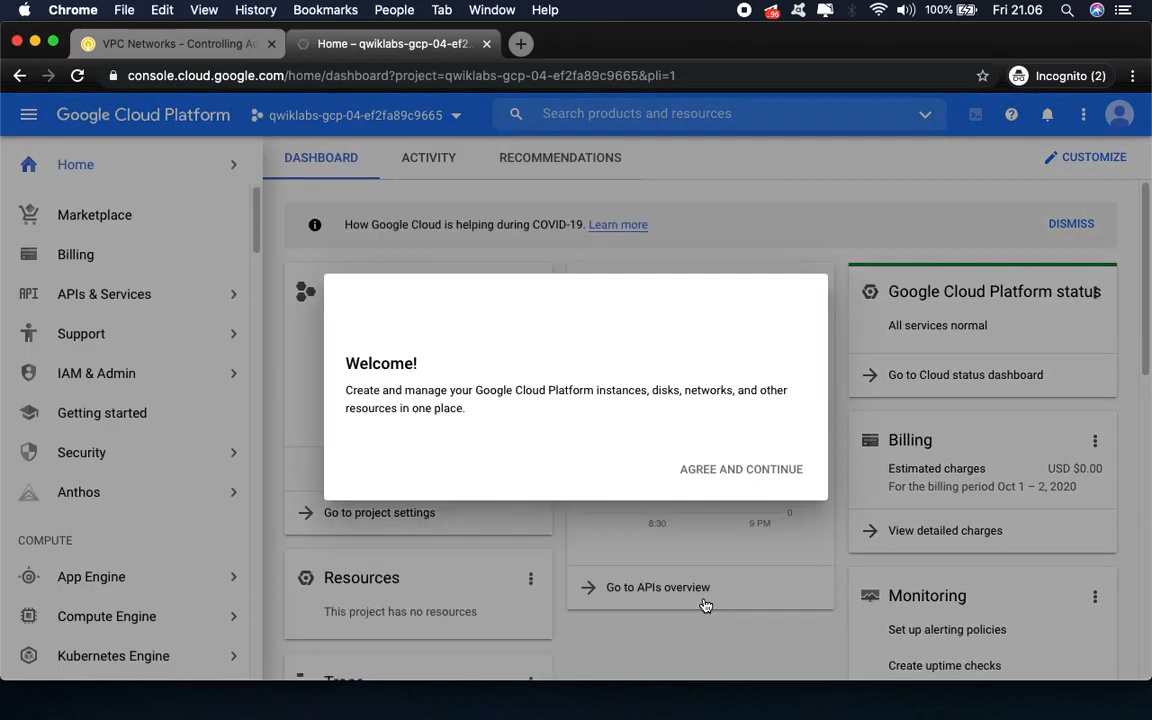 Chrome File Edit View History Bookmarks People Tab Window Help
96 100% Fri 21.06
VPC Networks - Controlling Ac
Home – qwiklabs-gcp-04-ef2...
console.cloud.google.com/home/dashboard?project=qwiklabs-gcp-04-ef2fa89c9665&pli=1
Incognito (2)
Google Cloud Platform
qwiklabs-gcp-04-ef2fa89c9665
Search products and resources
Home
Marketplace
Billing
API APIs & Services
Support
IAM & Admin
Getting started
Security
Anthos
COMPUTE
App Engine
Compute Engine
Kubernetes Engine
DASHBOARD
ACTIVITY
RECOMMENDATIONS
CUSTOMIZE
How Google Cloud is helping during COVID-19. Learn more
DISMISS
Welcome!
Create and manage your Google Cloud Platform instances, disks, networks, and other
resources in one place.
AGREE AND CONTINUE
Go to project settings
Resources
This project has no resources
0
8:30
9 PM
Go to APIs overview
Google Cloud Platform status
All services normal
Go to Cloud status dashboard
Billing
Estimated charges
USD $0.00
For the billing period Oct 1 – 2, 2020
View detailed charges
Monitoring
Set up alerting policies
Create uptime checks